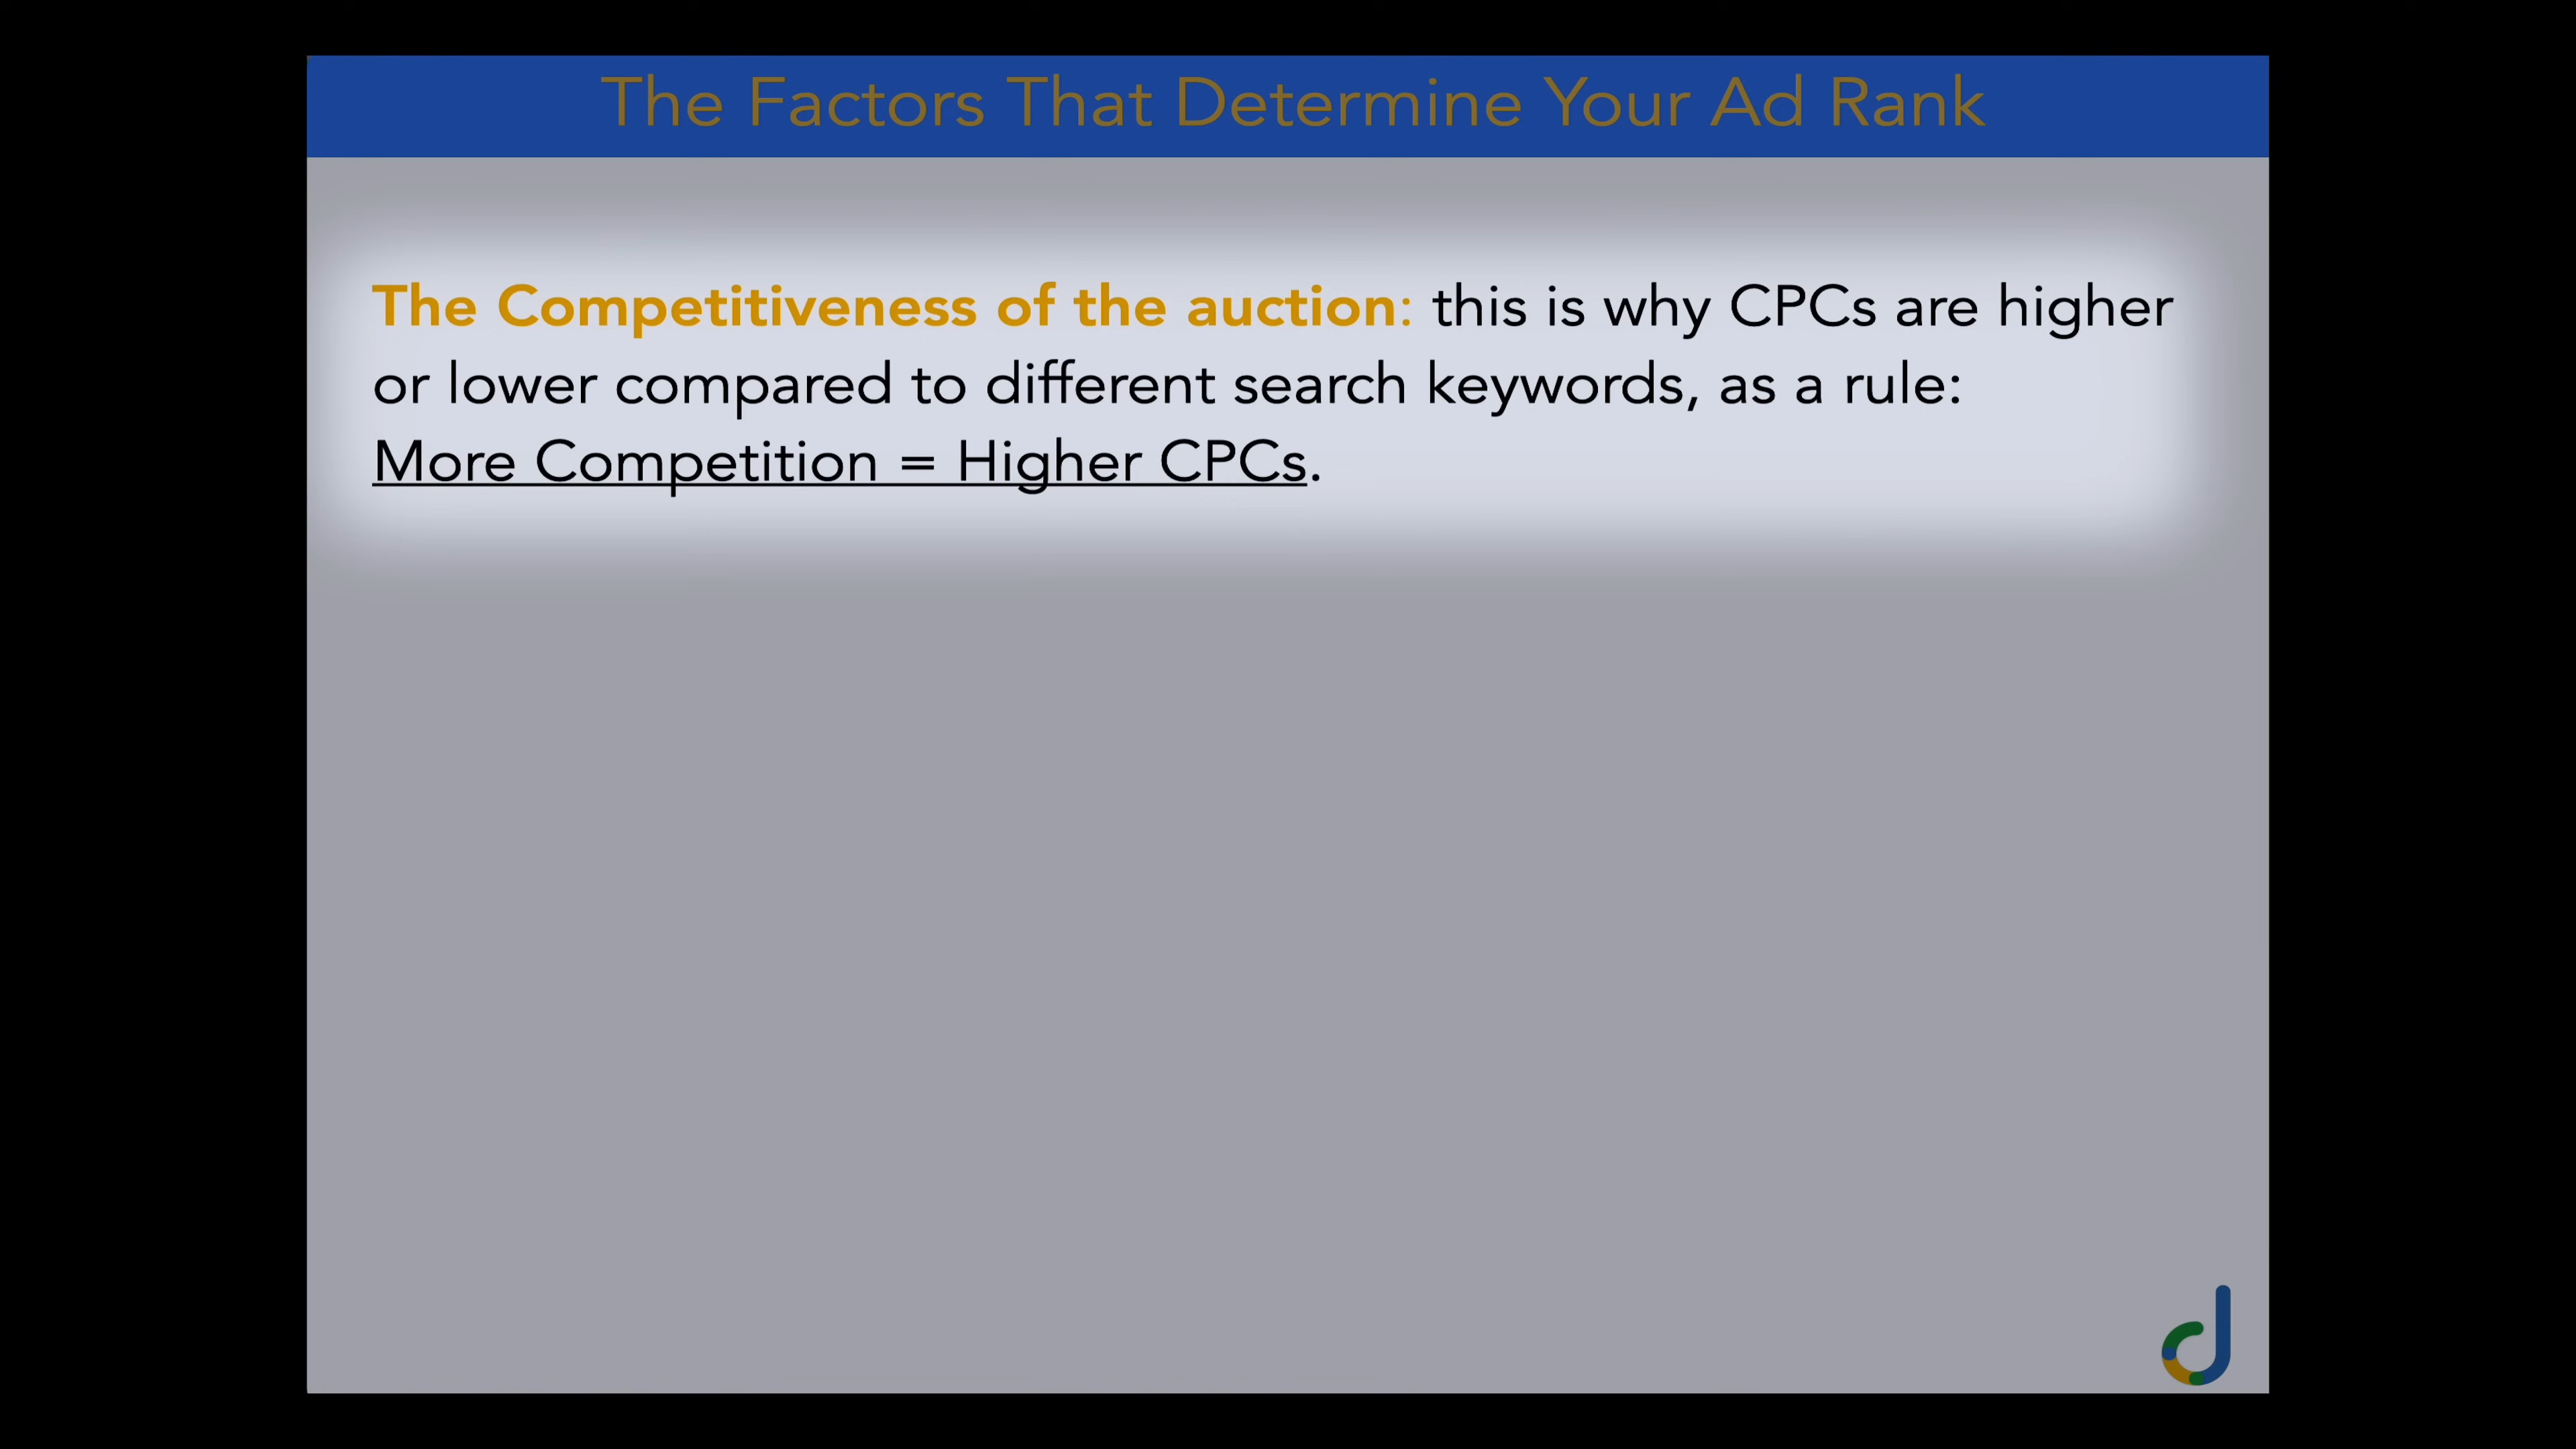 The Factors That Determine Your Ad Rank
The Competitiveness of the auction: this is why CPCs are higher
or lower compared to different search keywords, as a rule:
More Competition = Higher CPCs.